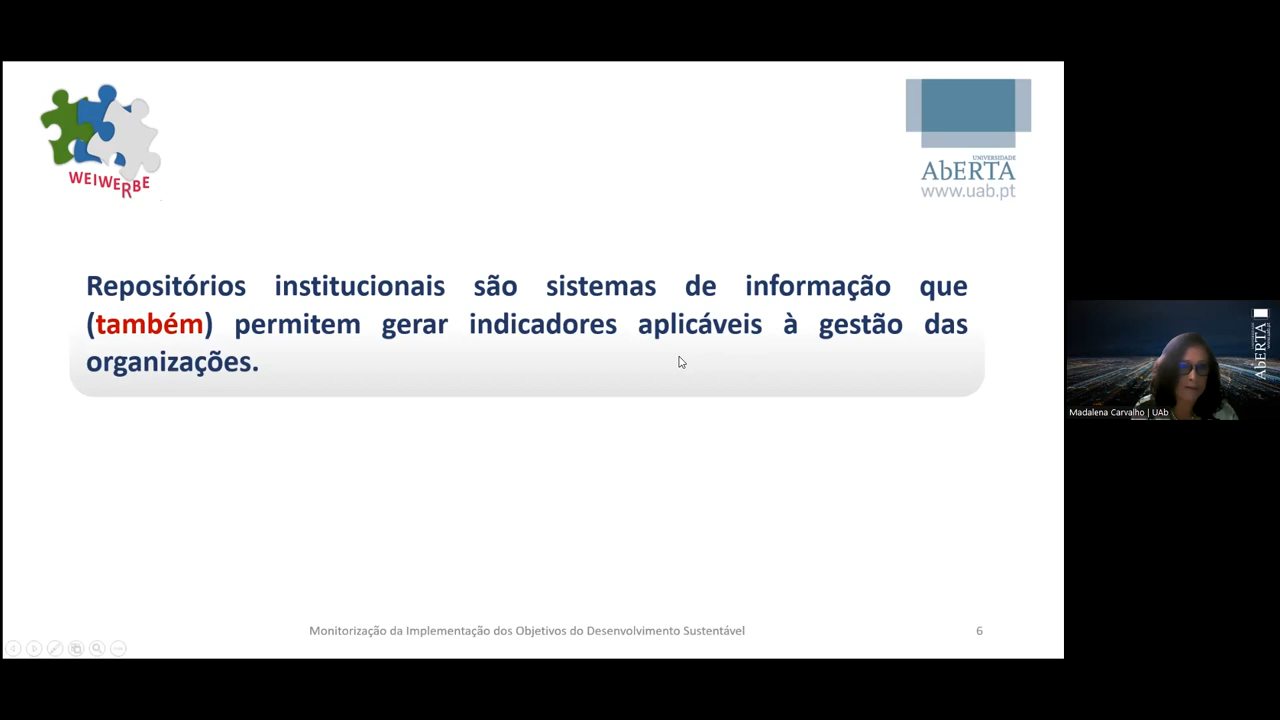 WEIWERBE
UNIVERSIDADE
AbERTA
www.uab.pt
Repositórios institucionais são sistemas de informação que
(também) permitem gerar indicadores aplicáveis à gestão das
organizações.
AbERTA
Madalena Carvalho | UAb
Monitorização da Implementação dos Objetivos do Desenvolvimento Sustentável
6